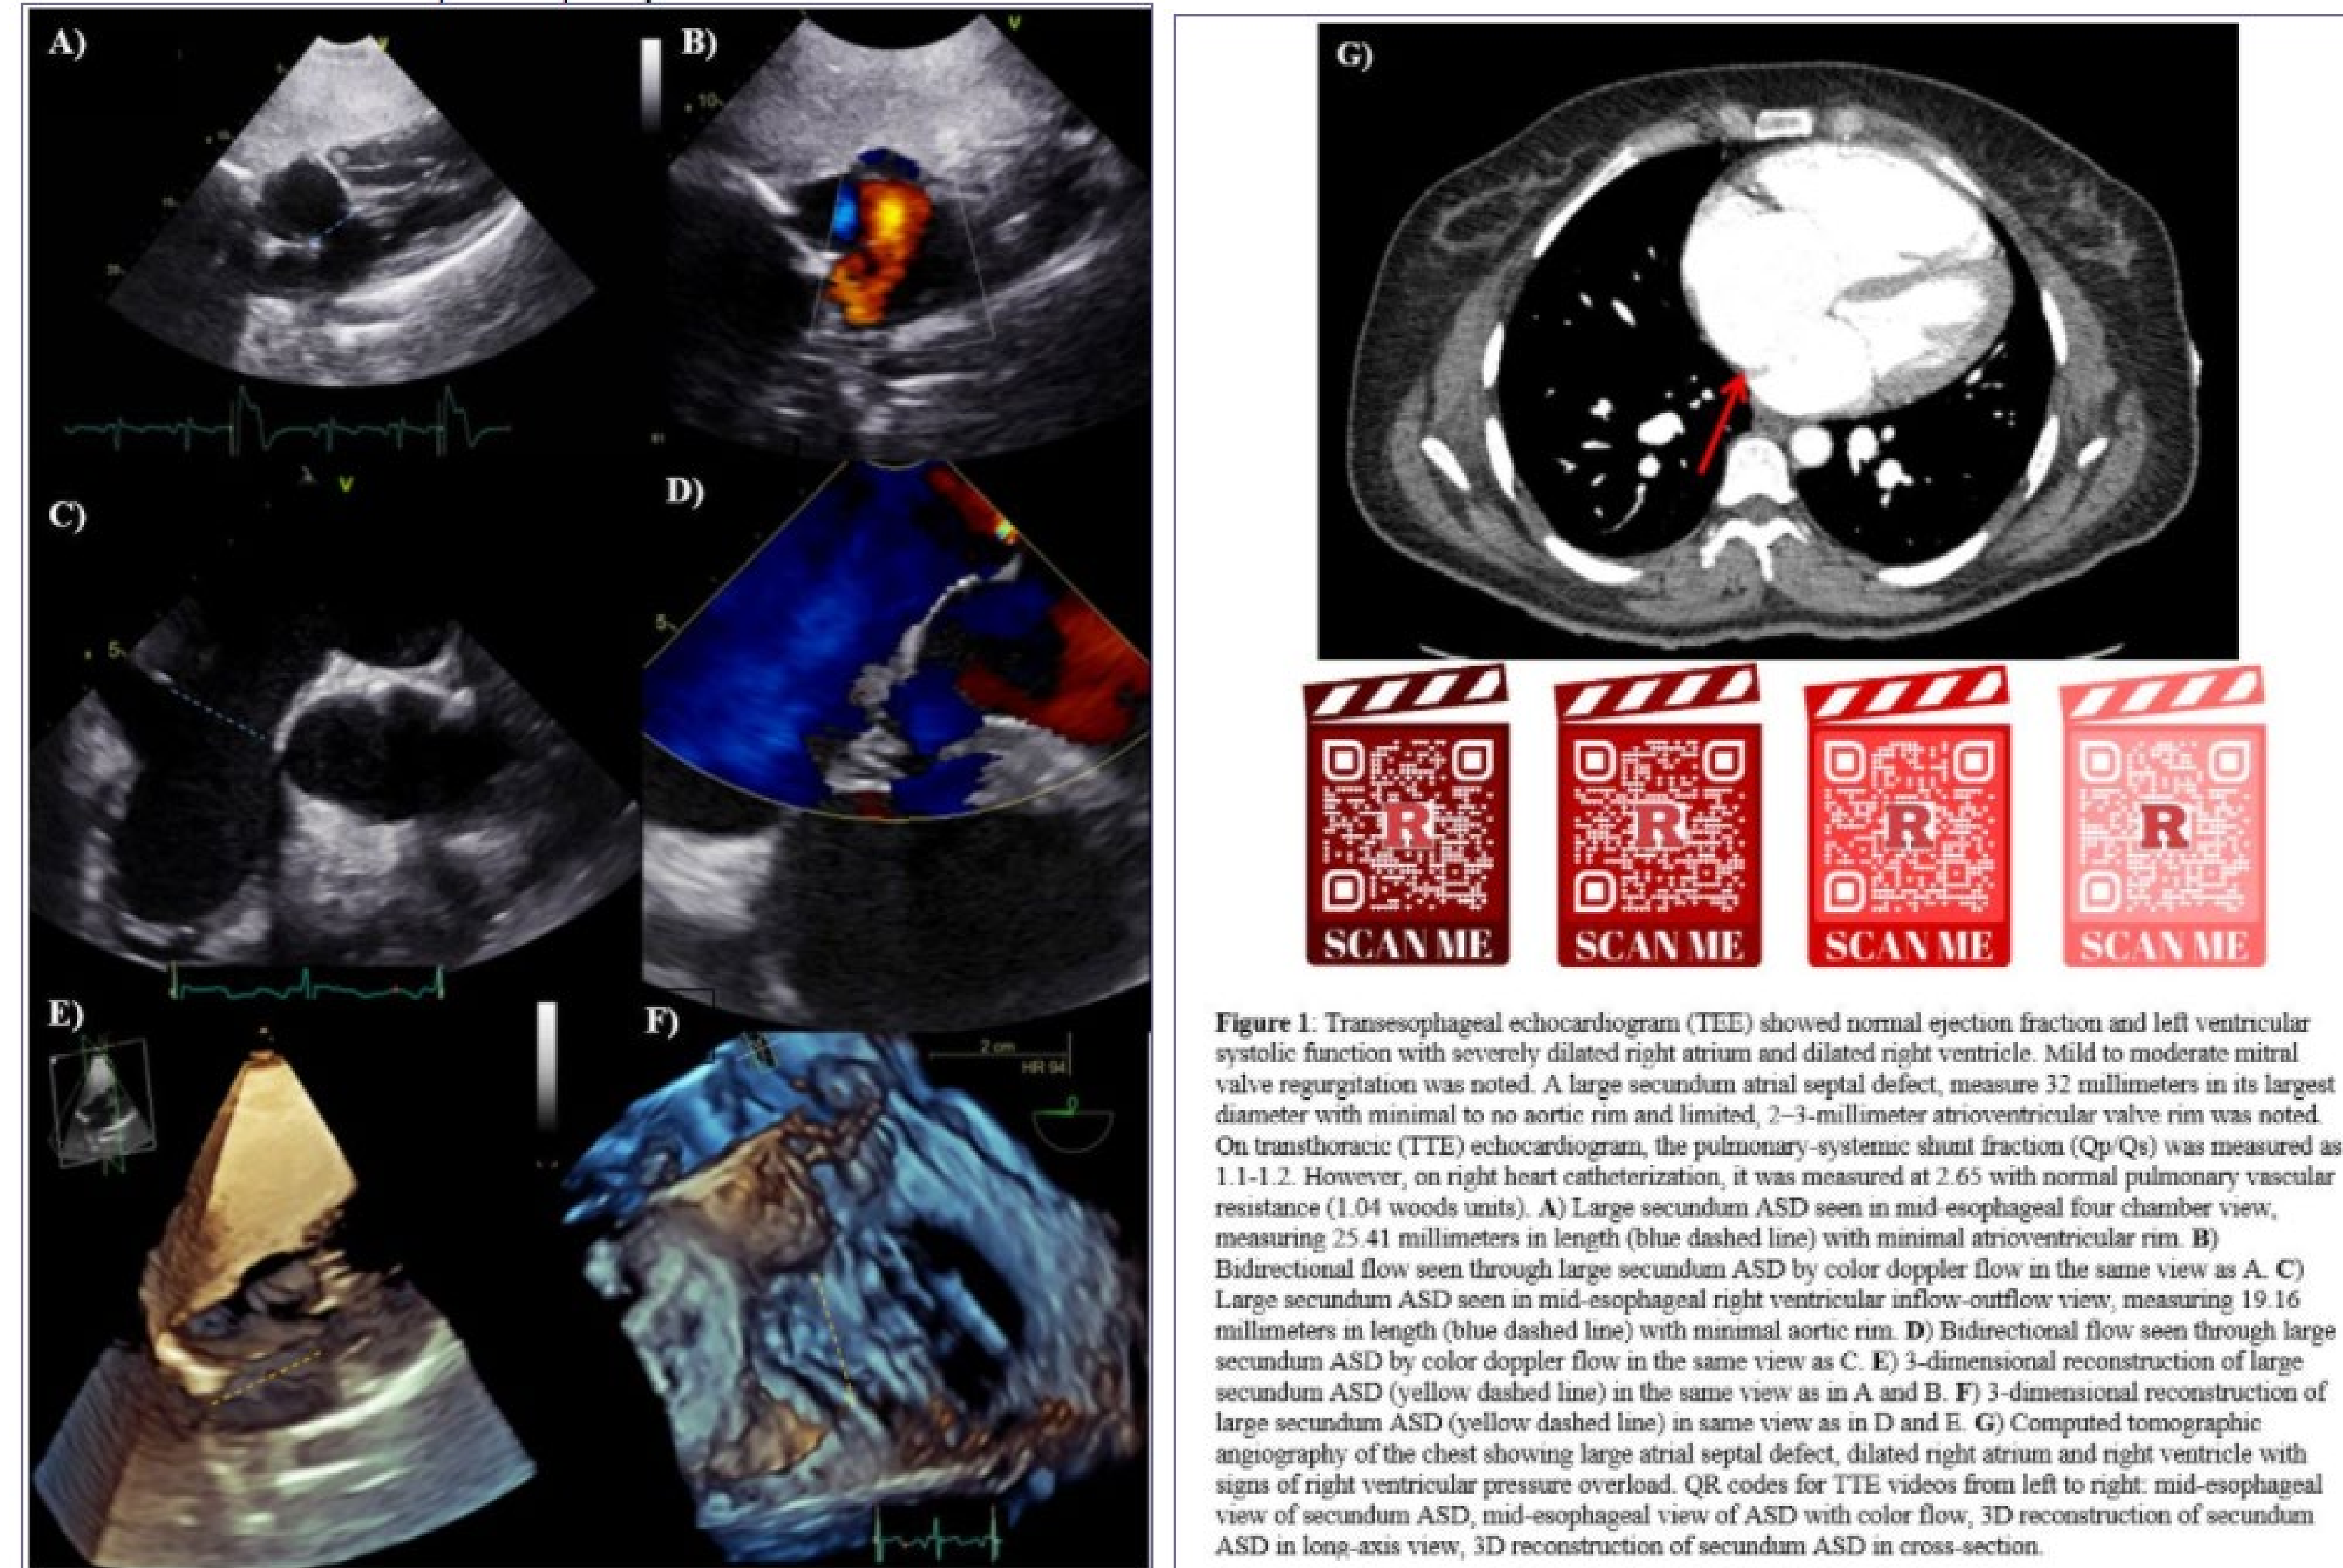 A)
V
B)
V
10
C)
V
5
D)
5
E)
F)
2 cm
HR 94
0
G)
R
R
R
R
SCAN ME
SCAN ME
SCAN ME
SCAN ME
Figure 1: Transesophageal echocardiogram (TEE) showed normal ejection fraction and left ventricular
systolic function with severely dilated right atrium and dilated right ventricle. Mild to moderate mitral
valve regurgitation was noted. A large secundum atrial septal defect, measure 32 millimeters in its largest
diameter with minimal to no aortic rim and limited, 2–3-millimeter atrioventricular valve rim was noted.
On transthoracic (TTE) echocardiogram, the pulmonary-systemic shunt fraction (Qp/Qs) was measured as
1.1-1.2. However, on right heart catheterization, it was measured at 2.65 with normal pulmonary vascular
resistance (1.04 woods units). A) Large secundum ASD seen in mid-esophageal four chamber view,
measuring 25.41 millimeters in length (blue dashed line) with minimal atrioventricular rim. B)
Bidirectional flow seen through large secundum ASD by color doppler flow in the same view as A. C)
Large secundum ASD seen in mid-esophageal right ventricular inflow-outflow view, measuring 19.16
millimeters in length (blue dashed line) with minimal aortic rim. D) Bidirectional flow seen through large
secundum ASD by color doppler flow in the same view as C. E) 3-dimensional reconstruction of large
secundum ASD (yellow dashed line) in the same view as in A and B. F) 3-dimensional reconstruction of
large secundum ASD (yellow dashed line) in same view as in D and E. G) Computed tomographic
angiography of the chest showing large atrial septal defect, dilated right atrium and right ventricle with
signs of right ventricular pressure overload. QR codes for TTE videos from left to right: mid-esophageal
view of secundum ASD, mid-esophageal view of ASD with color flow, 3D reconstruction of secundum
ASD in long-axis view, 3D reconstruction of secundum ASD in cross-section.